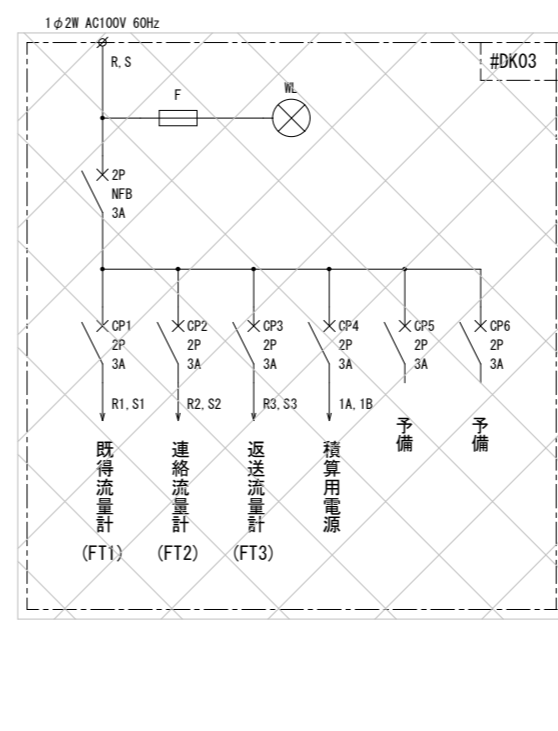 1φ2W AC100V 60Hz
#DK03
R, S
F
WL
2P
NFB
3A
CP1
2P
3A
CP2
2P
3A
CP3
2P
3A
CP4
2P
3A
CP5
2P
3A
CP6
2P
3A
R1, S1
R2, S2
R3, S3
1A, 1B
既得流量計
(FT1)
連絡流量計
(FT2)
返送流量計
(FT3)
積算用電源
予備
予備